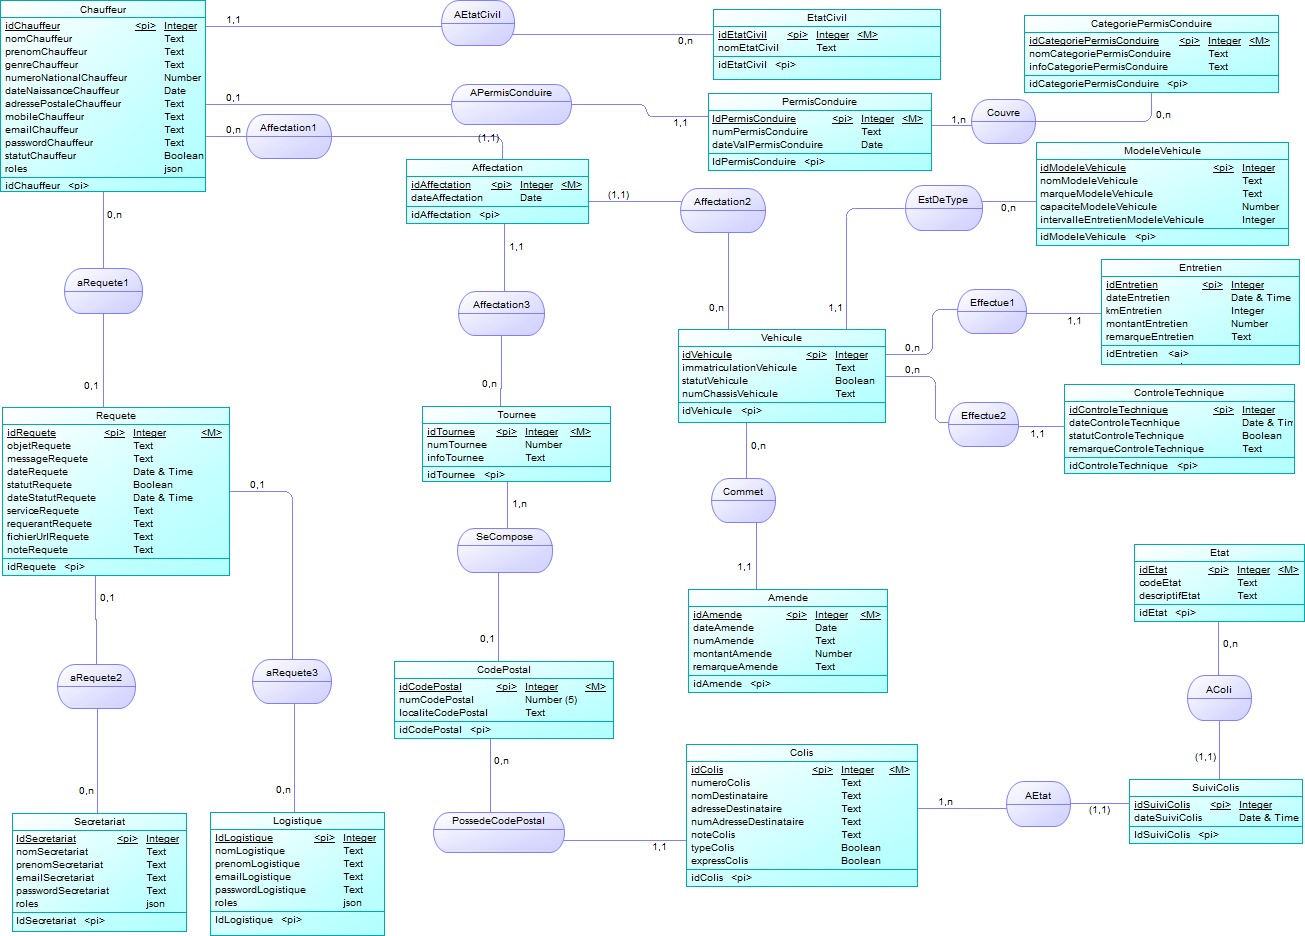 Chauffeur
idChauffeur <pi> Integer
nomChauffeur Text
prenomChauffeur Text
genreChauffeur Text
numeroNationalChauffeur Number
dateNaissanceChauffeur Date
adressePostaleChauffeur Text
mobileChauffeur Text
emailChauffeur Text
passwordChauffeur Text
statutChauffeur Boolean
roles json
idChauffeur <pi>
1,1
AEtatCivil
0,n
EtatCivil
idEtatCivil <pi> Integer <M>
nomEtatCivil Text
idEtatCivil <pi>
CategoriePermisConduire
idCategoriePermisConduire <pi> Integer <M>
nomCategoriePermisConduire Text
infoCategoriePermisConduire Text
idCategoriePermisConduire <pi>
0,1
APermisConduire
1,1
PermisConduire
IdPermisConduire <pi> Integer <M>
numPermisConduire Text
dateValPermisConduire Date
IdPermisConduire <pi>
1,n
Couvre
0,n
0,n
Affectation1
(1,1)
Affectation
idAffectation <pi> Integer <M>
dateAffectation Date
idAffectation <pi>
(1,1)
Affectation2
0,n
EstDeType
0,n
1,1
ModeleVehicule
idModeleVehicule <pi> Integer
nomModeleVehicule Text
marqueModeleVehicule Text
capaciteModeleVehicule Number
intervalleEntretienModeleVehicule Integer
idModeleVehicule <pi>
0,n
aRequete1
0,1
1,1
Affectation3
0,n
Entretien
idEntretien <pi> Integer
dateEntretien Date & Time
kmEntretien Integer
montantEntretien Number
remarqueEntretien Text
idEntretien <ai>
Effectue1
1,1
0,n
Vehicule
idVehicule <pi> Integer
immatriculationVehicule Text
statutVehicule Boolean
numChassisVehicule Text
idVehicule <pi>
0,n
Effectue2
1,1
ControleTechnique
idControleTechnique <pi> Integer
dateControleTecnhique Date & Tim
statutControleTechnique Boolean
remarqueControleTechnique Text
idControleTechnique <pi>
Requete
idRequete <pi> Integer <M>
objetRequete Text
messageRequete Text
dateRequete Date & Time
statutRequete Boolean
dateStatutRequete Date & Time
serviceRequete Text
requerantRequete Text
fichierUrlRequete Text
noteRequete Text
idRequete <pi>
0,1
Tournee
idTournee <pi> Integer <M>
numTournee Number
infoTournee Text
idTournee <pi>
0,n
Commet
1,1
1,n
SeCompose
0,1
Amende
idAmende <pi> Integer <M>
dateAmende Date
numAmende Text
montantAmende Number
remarqueAmende Text
idAmende <pi>
Etat
idEtat <pi> Integer <M>
codeEtat Text
descriptifEtat Text
idEtat <pi>
0,n
AColi
(1,1)
0,1
aRequete2
0,n
aRequete3
0,n
CodePostal
idCodePostal <pi> Integer <M>
numCodePostal Number (5)
localiteCodePostal Text
idCodePostal <pi>
0,n
PossedeCodePostal
1,1
Colis
idColis <pi> Integer <M>
numeroColis Text
nomDestinataire Text
adresseDestinataire Text
numAdresseDestinataire Text
noteColis Text
typeColis Boolean
expressColis Boolean
idColis <pi>
1,n
AEtat
(1,1)
SuiviColis
idSuiviColis <pi> Integer
dateSuiviColis Date & Time
IdSuiviColis <pi>
Secretariat
IdSecretariat <pi> Integer
nomSecretariat Text
prenomSecretariat Text
emailSecretariat Text
passwordSecretariat Text
roles json
IdSecretariat <pi>
Logistique
IdLogistique <pi> Integer
nomLogistique Text
prenomLogistique Text
emailLogistique Text
passwordLogistique Text
roles json
IdLogistique <pi>